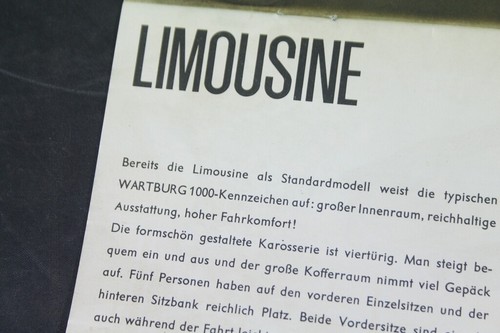 LIMOUSINE
Bereits die Limousine als Standardmodell weist die typischen
WARTBURG 1000-Kennzeichen auf: großer Innenraum, reichhaltige
Ausstattung, hoher Fahrkomfort!
Die formschön gestaltete Karosserie ist viertürig. Man steigt be-
quem ein und aus und der große Kofferraum nimmt viel Gepäck
auf. Fünf Personen haben auf den vorderen Einzelsitzen und der
hinteren Sitzbank reichlich Platz. Beide Vordersitze sind
auch während der Fahrt